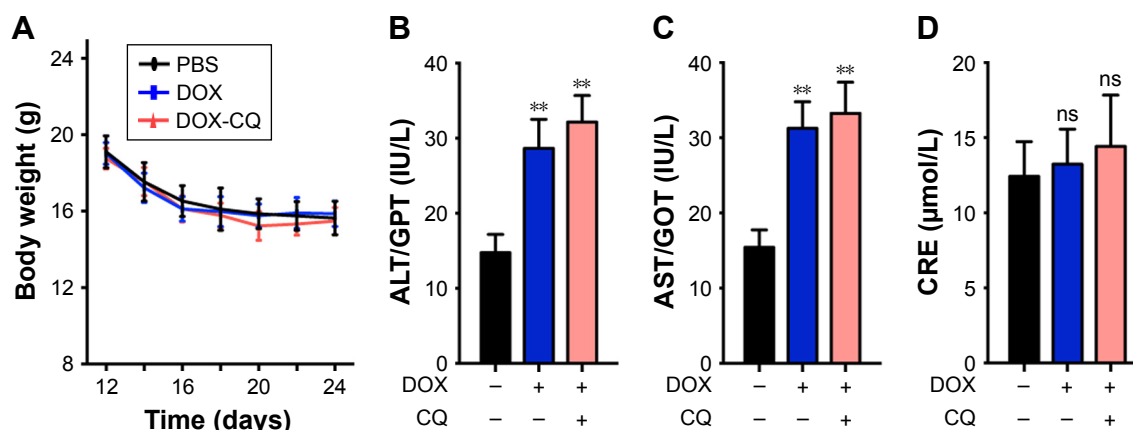 A
Body weight (g)
24
20
16
12
8
PBS
DOX
DOX-CQ
12
16
20
24
Time (days)
B
ALT/GPT (IU/L)
40
30
20
10
0
**
**
DOX – + +
CQ – – +
C
AST/GOT (IU/L)
40
30
20
10
0
**
**
DOX – + +
CQ – – +
D
CRE (µmol/L)
20
15
10
5
0
ns
ns
DOX – + +
CQ – – +